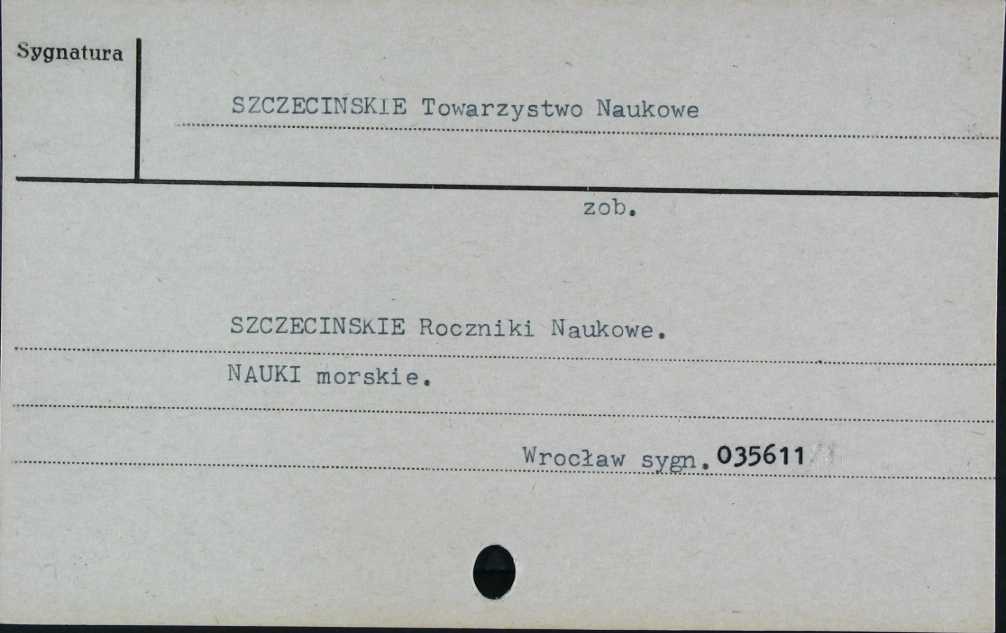 Sygnatura
SZCZECINSKIE Towarzystwo Naukowe
zob.
SZCZECINSKIE Roczniki Naukowe.
NAUKI morskie.
Wrocław sygn. 035611